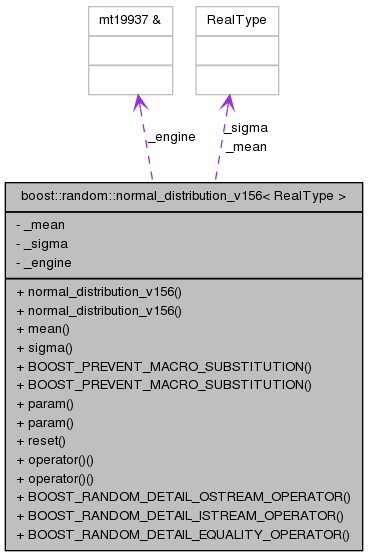 mt19937 &
RealType
_engine
_sigma
_mean
boost::random::normal_distribution_v156< RealType >
- _mean
- _sigma
- _engine
+ normal_distribution_v156()
+ normal_distribution_v156()
+ mean()
+ sigma()
+ BOOST_PREVENT_MACRO_SUBSTITUTION()
+ BOOST_PREVENT_MACRO_SUBSTITUTION()
+ param()
+ param()
+ reset()
+ operator()()
+ operator()()
+ BOOST_RANDOM_DETAIL_OSTREAM_OPERATOR()
+ BOOST_RANDOM_DETAIL_ISTREAM_OPERATOR()
+ BOOST_RANDOM_DETAIL_EQUALITY_OPERATOR()